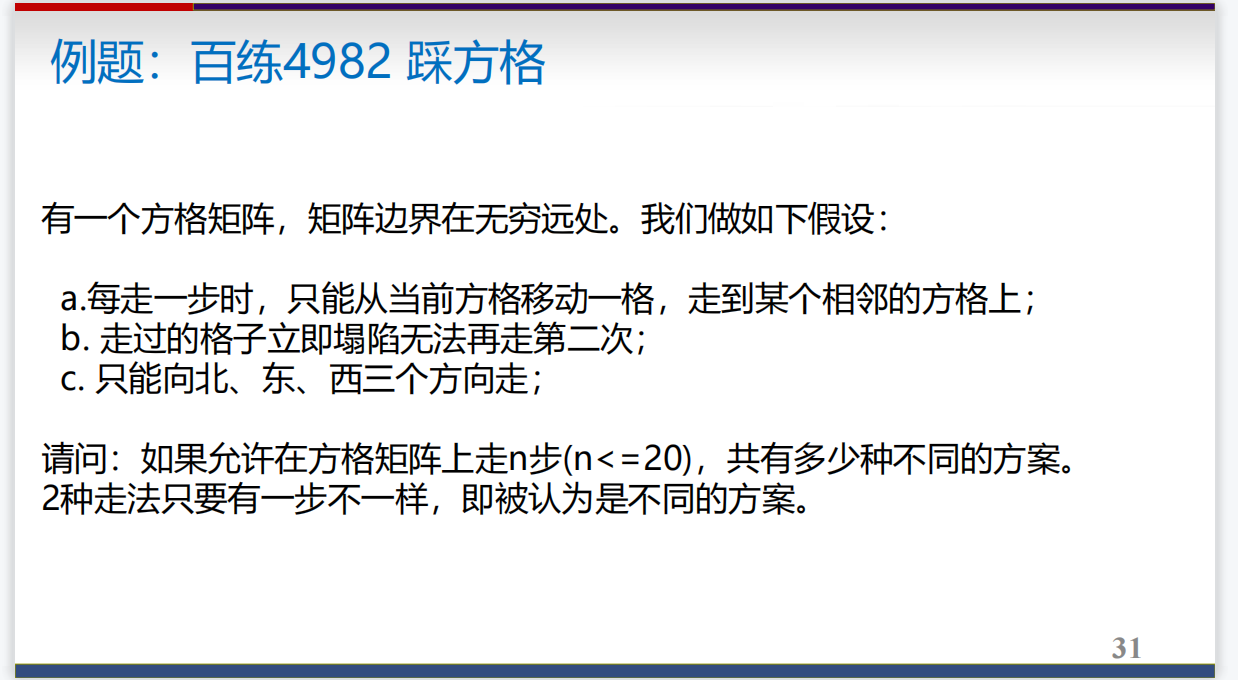 例题：百练4982 踩方格
有一个方格矩阵，矩阵边界在无穷远处。我们做如下假设：
a.每走一步时，只能从当前方格移动一格，走到某个相邻的方格上；
b. 走过的格子立即塌陷无法再走第二次；
c. 只能向北、东、西三个方向走；
请问：如果允许在方格矩阵上走n步(n<=20)，共有多少种不同的方案。
2种走法只要有一步不一样，即被认为是不同的方案。
31